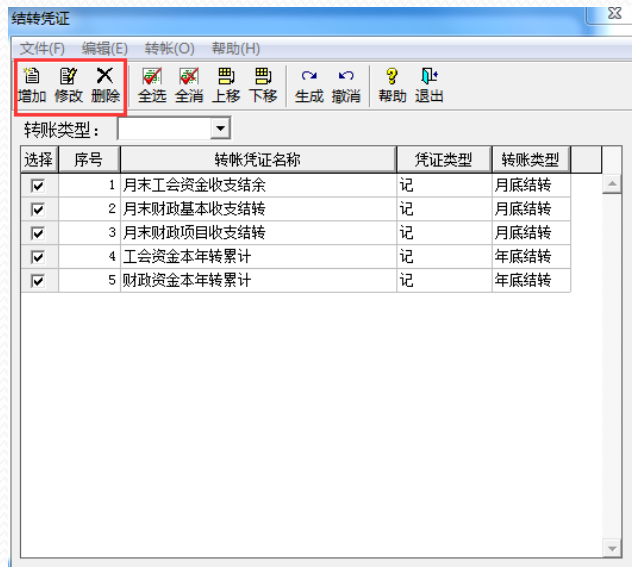 结转凭证
文件(F) 编辑(E) 转帐(O) 帮助(H)
增加 修改 删除 全选 全消 上移 下移 生成 撤消 帮助 退出
转账类型：
选择 序号 转帐凭证名称 凭证类型 转账类型
1 月末工会资金收支结余 记 月底结转
2 月末财政基本收支结转 记 月底结转
3 月末财政项目收支结转 记 月底结转
4 工会资金本年转累计 记 年底结转
5 财政资金本年转累计 记 年底结转